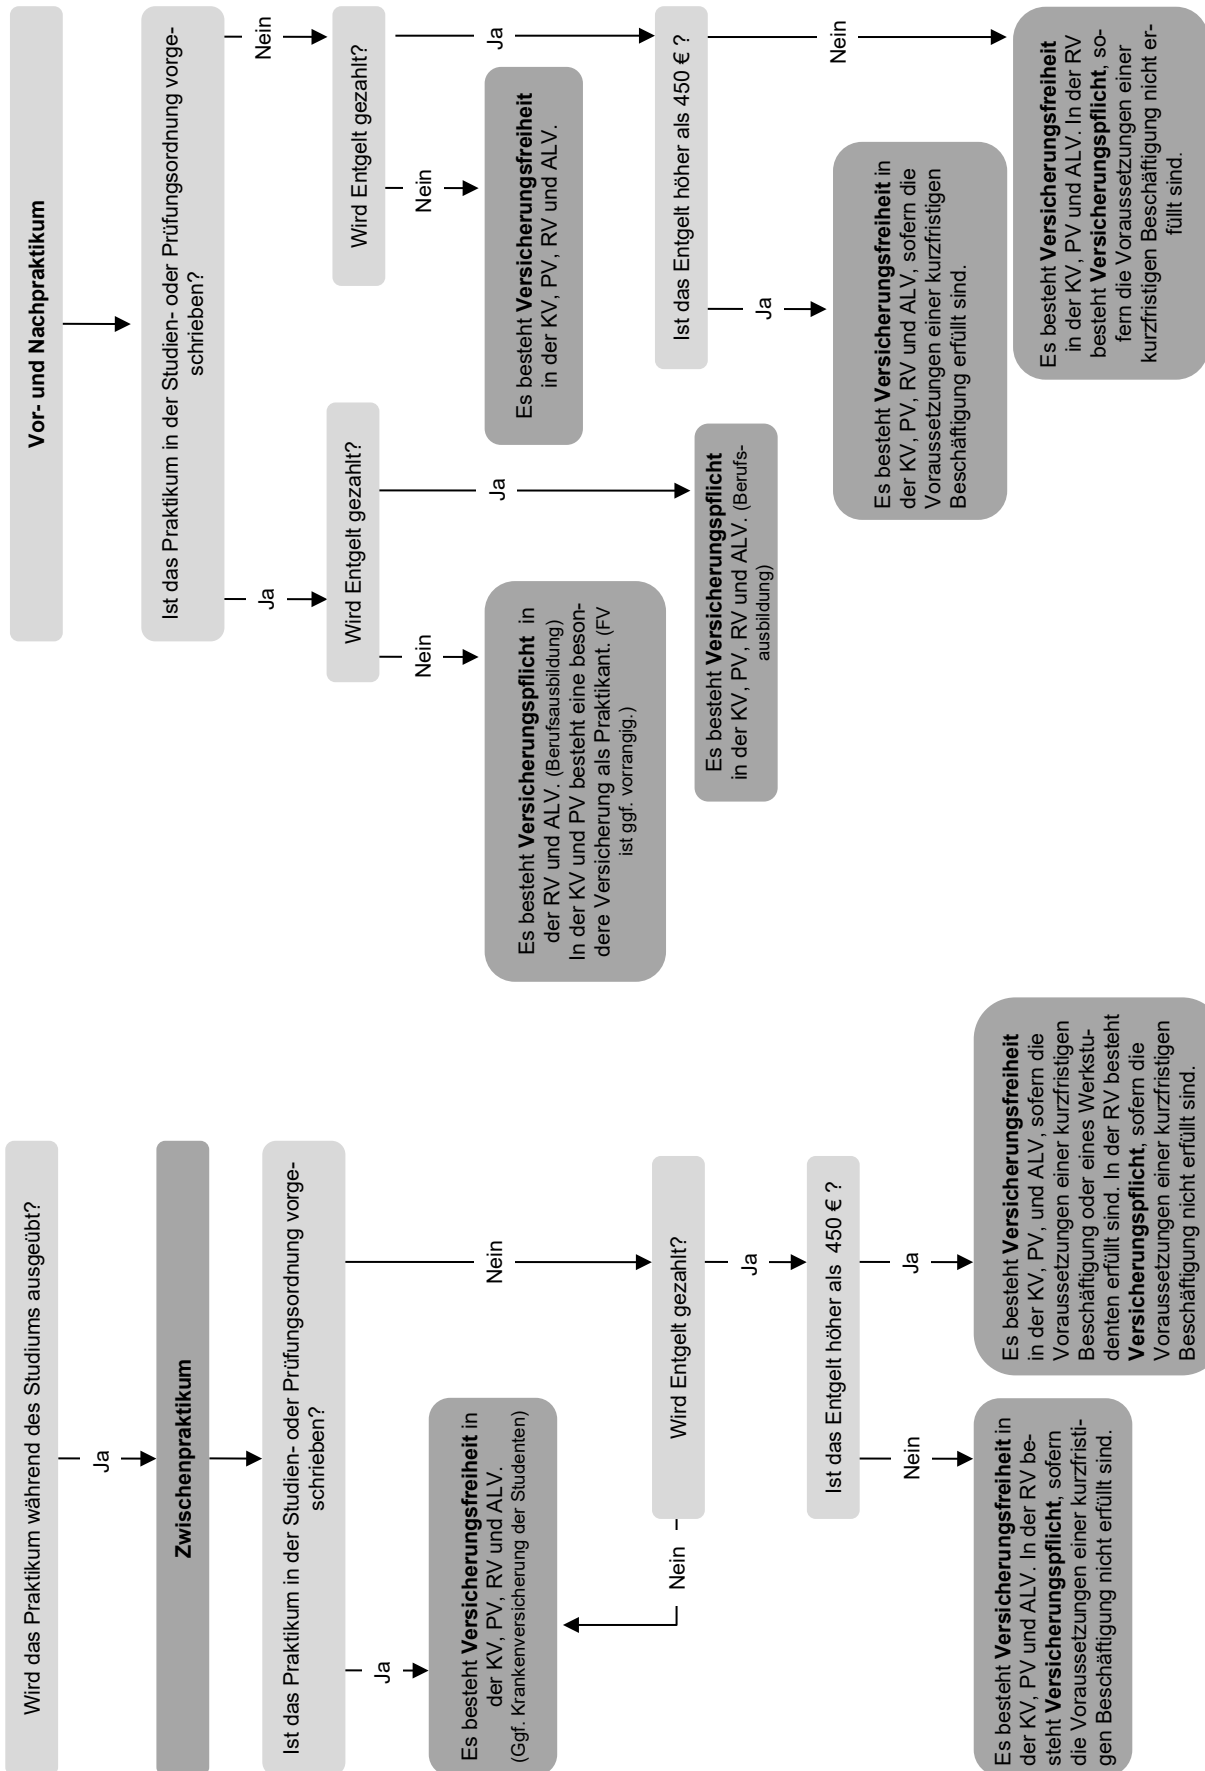 Wird das Praktikum während des Studiums ausgeübt?
Ja
Zwischenpraktikum
Ist das Praktikum in der Studien- oder Prüfungsordnung vorge-
schrieben?
Ja
Nein
Es besteht Versicherungsfreiheit in
der KV, PV, RV und ALV.
(Ggf. Krankenversicherung der Studenten)
Wird Entgelt gezahlt?
Nein
Ja
Ist das Entgelt höher als 450 € ?
Nein
Ja
Es besteht Versicherungsfreiheit in
der KV, PV und ALV. In der RV be-
steht Versicherungspflicht, sofern
die Voraussetzungen einer kurzfristi-
gen Beschäftigung nicht erfüllt sind.
Es besteht Versicherungsfreiheit
in der KV, PV, und ALV, sofern die
Voraussetzungen einer kurzfristigen
Beschäftigung oder eines Werkstu-
denten erfüllt sind. In der RV besteht
Versicherungspflicht, sofern die
Voraussetzungen einer kurzfristigen
Beschäftigung nicht erfüllt sind.
Vor- und Nachpraktikum
Ist das Praktikum in der Studien- oder Prüfungsordnung vorge-
schrieben?
Ja
Nein
Wird Entgelt gezahlt?
Nein
Ja
Es besteht Versicherungspflicht in
der RV und ALV. (Berufsausbildung)
In der KV und PV besteht eine beson-
dere Versicherung als Praktikant. (FV
ist ggf. vorrangig.)
Es besteht Versicherungspflicht
in der KV, PV, RV und ALV. (Berufs-
ausbildung)
Wird Entgelt gezahlt?
Nein
Ja
Es besteht Versicherungsfreiheit
in der KV, PV, RV und ALV.
Ist das Entgelt höher als 450 € ?
Ja
Nein
Es besteht Versicherungsfreiheit in
der KV, PV, RV und ALV, sofern die
Voraussetzungen einer kurzfristigen
Beschäftigung erfüllt sind.
Es besteht Versicherungsfreiheit
in der KV, PV und ALV. In der RV
besteht Versicherungspflicht, so-
fern die Voraussetzungen einer
kurzfristigen Beschäftigung nicht er-
füllt sind.